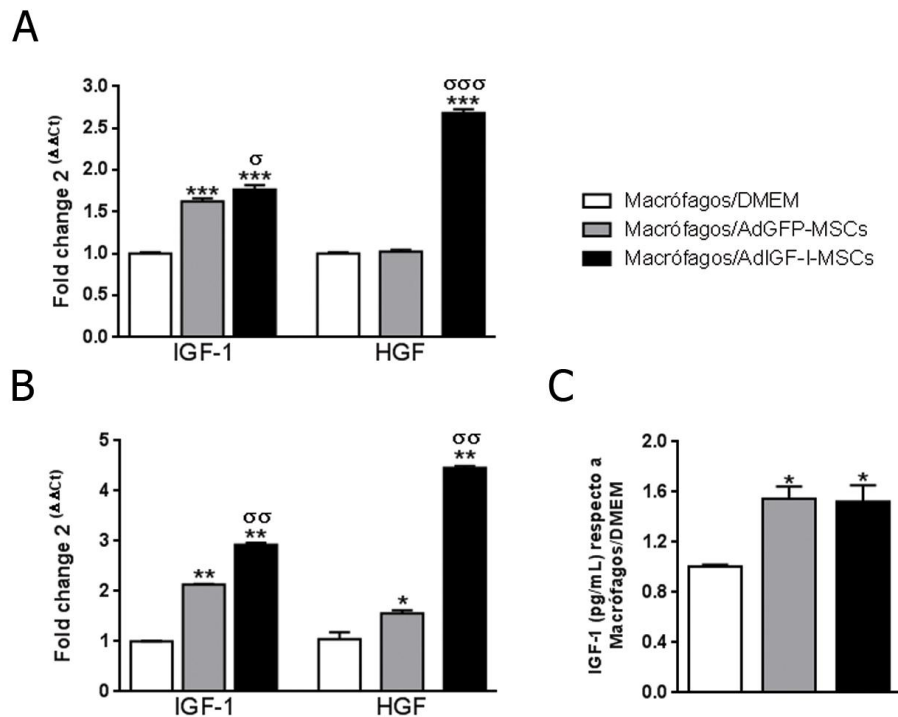 A
Fold change 2 (ΔΔCt)
3.0
2.5
2.0
1.5
1.0
0.5
0.0
***
σ
***
σσσ
***
IGF-1
HGF
Macrófagos/DMEM
Macrófagos/AdGFP-MSCs
Macrófagos/AdIGF-I-MSCs
B
Fold change 2 (ΔΔCt)
5
4
3
2
1
0
**
σσ
**
*
σσ
**
IGF-1
HGF
C
IGF-1 (pg/mL) respecto a
Macrófagos/DMEM
2.0
1.6
1.2
0.8
0.4
0.0
*
*